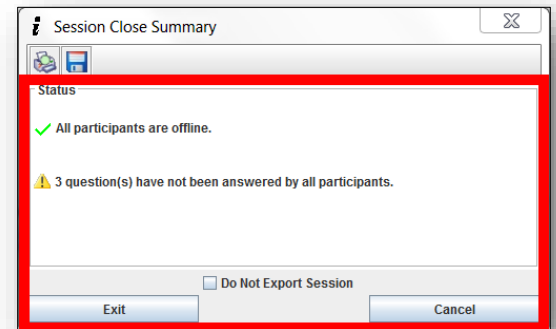 Session Close Summary
Status
All participants are offline.
3 question(s) have not been answered by all participants.
Do Not Export Session
Exit Cancel